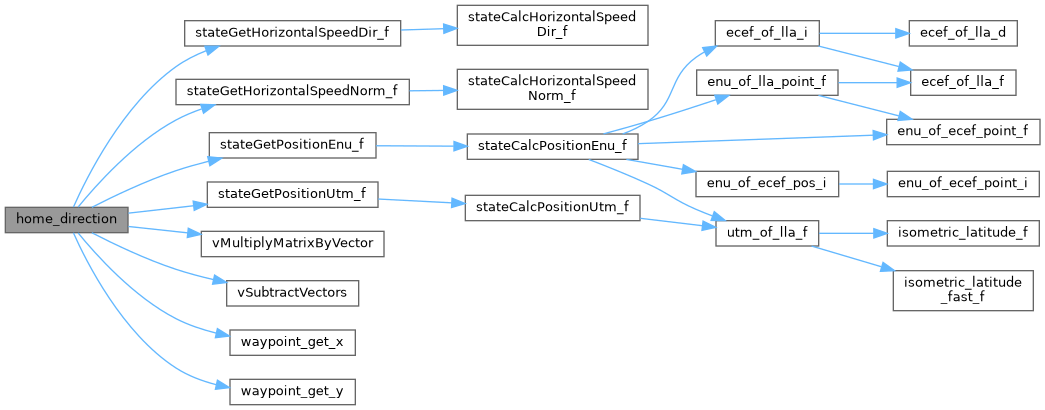 home_direction
stateGetHorizontalSpeedDir_f
stateCalcHorizontalSpeed
Dir_f
stateGetHorizontalSpeedNorm_f
stateCalcHorizontalSpeed
Norm_f
stateGetPositionEnu_f
stateCalcPositionEnu_f
ecef_of_lla_i
ecef_of_lla_d
ecef_of_lla_f
enu_of_lla_point_f
enu_of_ecef_point_f
enu_of_ecef_pos_i
enu_of_ecef_point_i
utm_of_lla_f
isometric_latitude_f
isometric_latitude
_fast_f
stateGetPositionUtm_f
stateCalcPositionUtm_f
vMultiplyMatrixByVector
vSubtractVectors
waypoint_get_x
waypoint_get_y